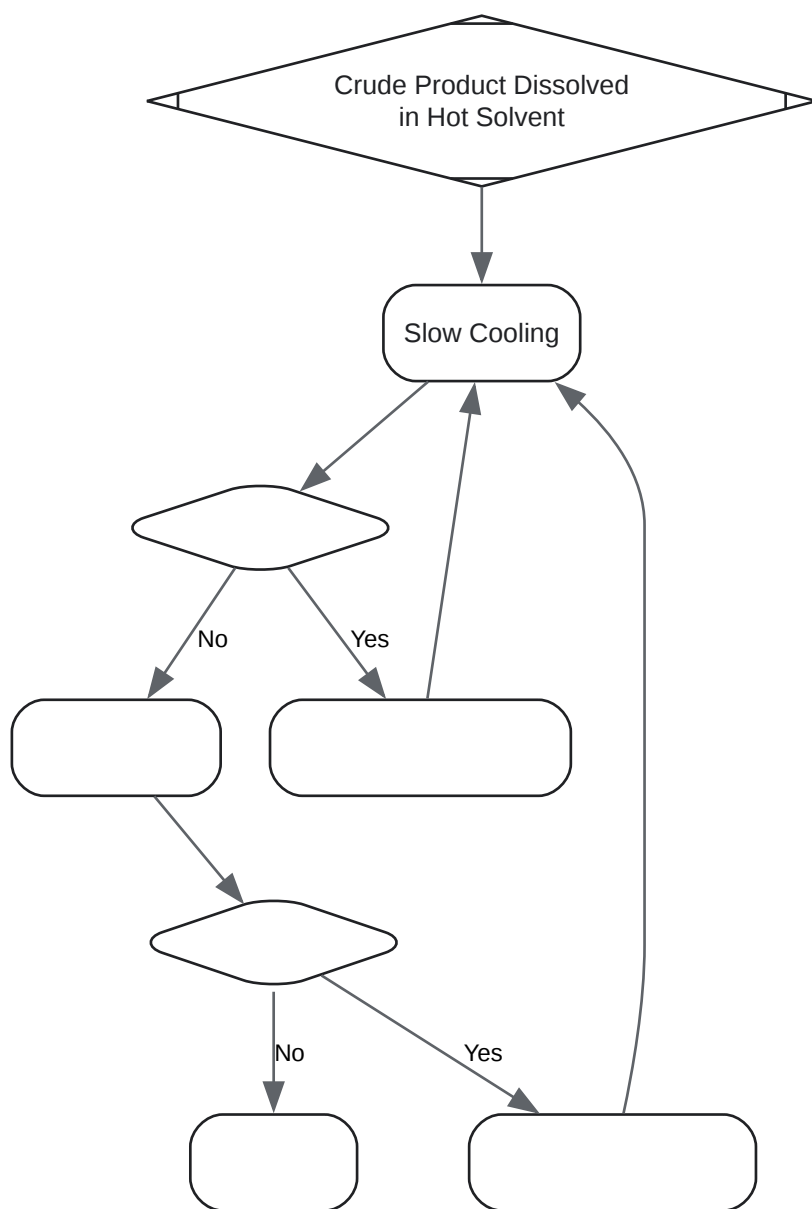 Crude Product Dissolved
in Hot Solvent
Slow Cooling
No
Yes
No
Yes